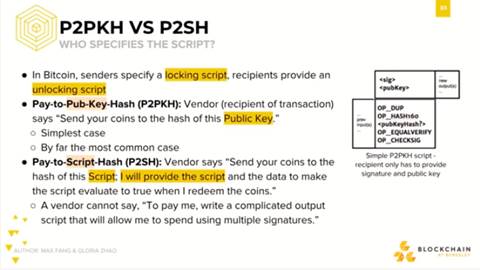 P2PKH VS P2SH
WHO SPECIFIES THE SCRIPT?
● In Bitcoin, senders specify a locking script, recipients provide an
unlocking script
● Pay-to-Pub-Key-Hash (P2PKH): Vendor (recipient of transaction)
says “Send your coins to the hash of this Public Key.”
○ Simplest case
○ By far the most common case
● Pay-to-Script-Hash (P2SH): Vendor says “Send your coins to the
hash of this Script; I will provide the script and the data to make
the script evaluate to true when I redeem the coins.”
○ A vendor cannot say, “To pay me, write a complicated output
script that will allow me to spend using multiple signatures.”
<sig>
<pubKey>
... new output(s) ...
... prev input(s) ...
OP_DUP
OP_HASH160
<pubKeyHash?>
OP_EQUALVERIFY
OP_CHECKSIG
Simple P2PKH script -
recipient only has to provide
signature and public key
AUTHOR: MAX FANG & GLORIA ZHAO
BLOCKCHAIN
AT BERKELEY